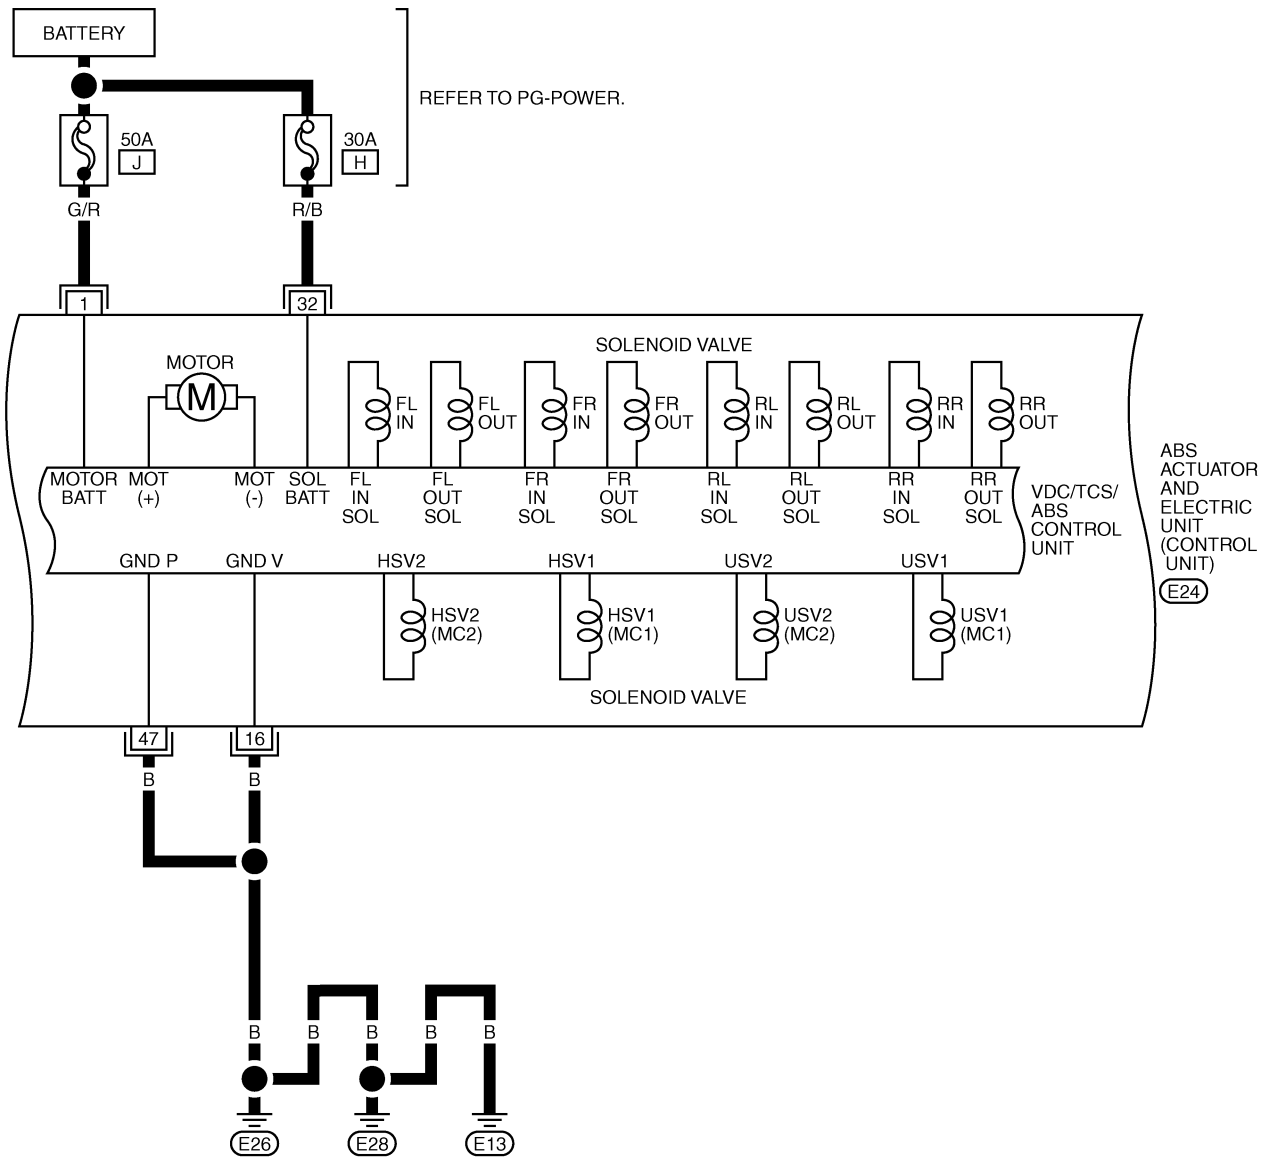 BATTERY
REFER TO PG-POWER.
50A
J
30A
H
G/R
R/B
1
32
SOLENOID VALVE
MOTOR
M
FL
IN
FL
OUT
FR
IN
FR
OUT
RL
IN
RL
OUT
RR
IN
RR
OUT
MOTOR
BATT
MOT
(+)
MOT
(-)
SOL
BATT
FL
IN
SOL
FL
OUT
SOL
FR
IN
SOL
FR
OUT
SOL
RL
IN
SOL
RL
OUT
SOL
RR
IN
SOL
RR
OUT
SOL
VDC/TCS/
ABS
CONTROL
UNIT
ABS
ACTUATOR
AND
ELECTRIC
UNIT
(CONTROL
UNIT)
E24
GND P
GND V
HSV2
HSV1
USV2
USV1
HSV2
(MC2)
HSV1
(MC1)
USV2
(MC2)
USV1
(MC1)
SOLENOID VALVE
47
16
B
B
B
B
B
B
B
E26
E28
E13